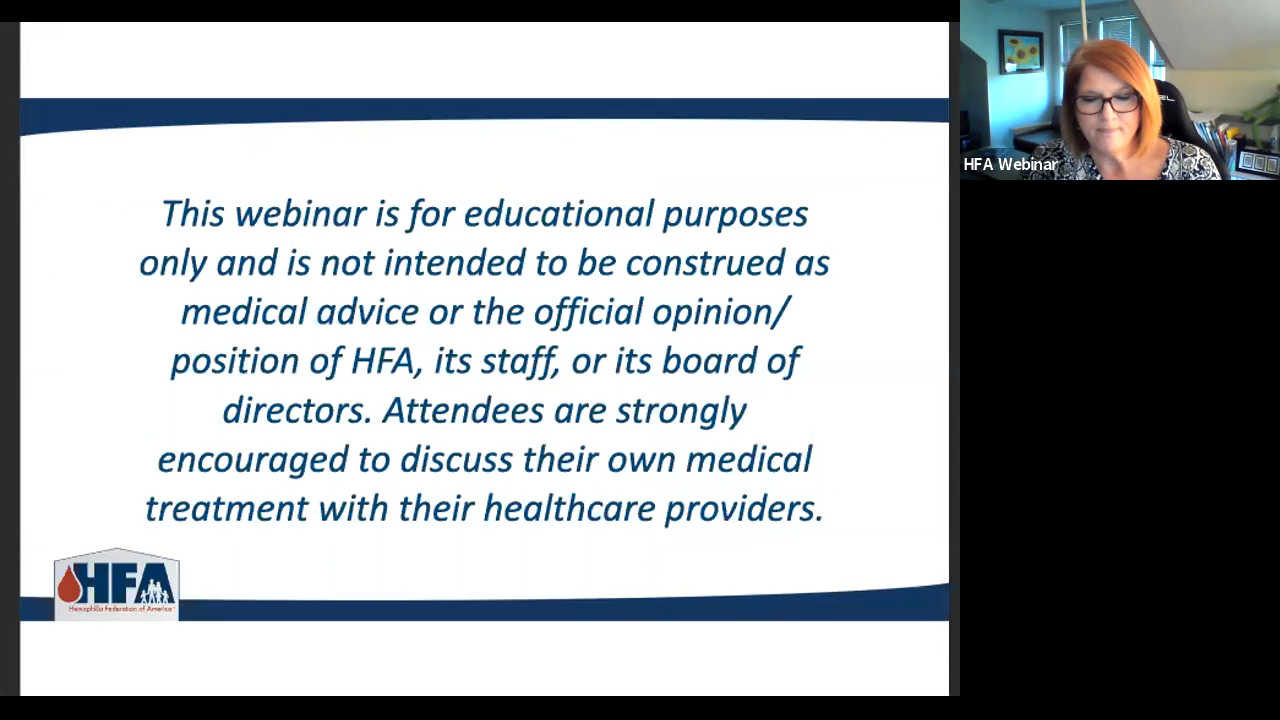 This webinar is for educational purposes
only and is not intended to be construed as
medical advice or the official opinion/
position of HFA, its staff, or its board of
directors. Attendees are strongly
encouraged to discuss their own medical
treatment with their healthcare providers.
HFA
Hemophilia Federation of America
HFA Webinar